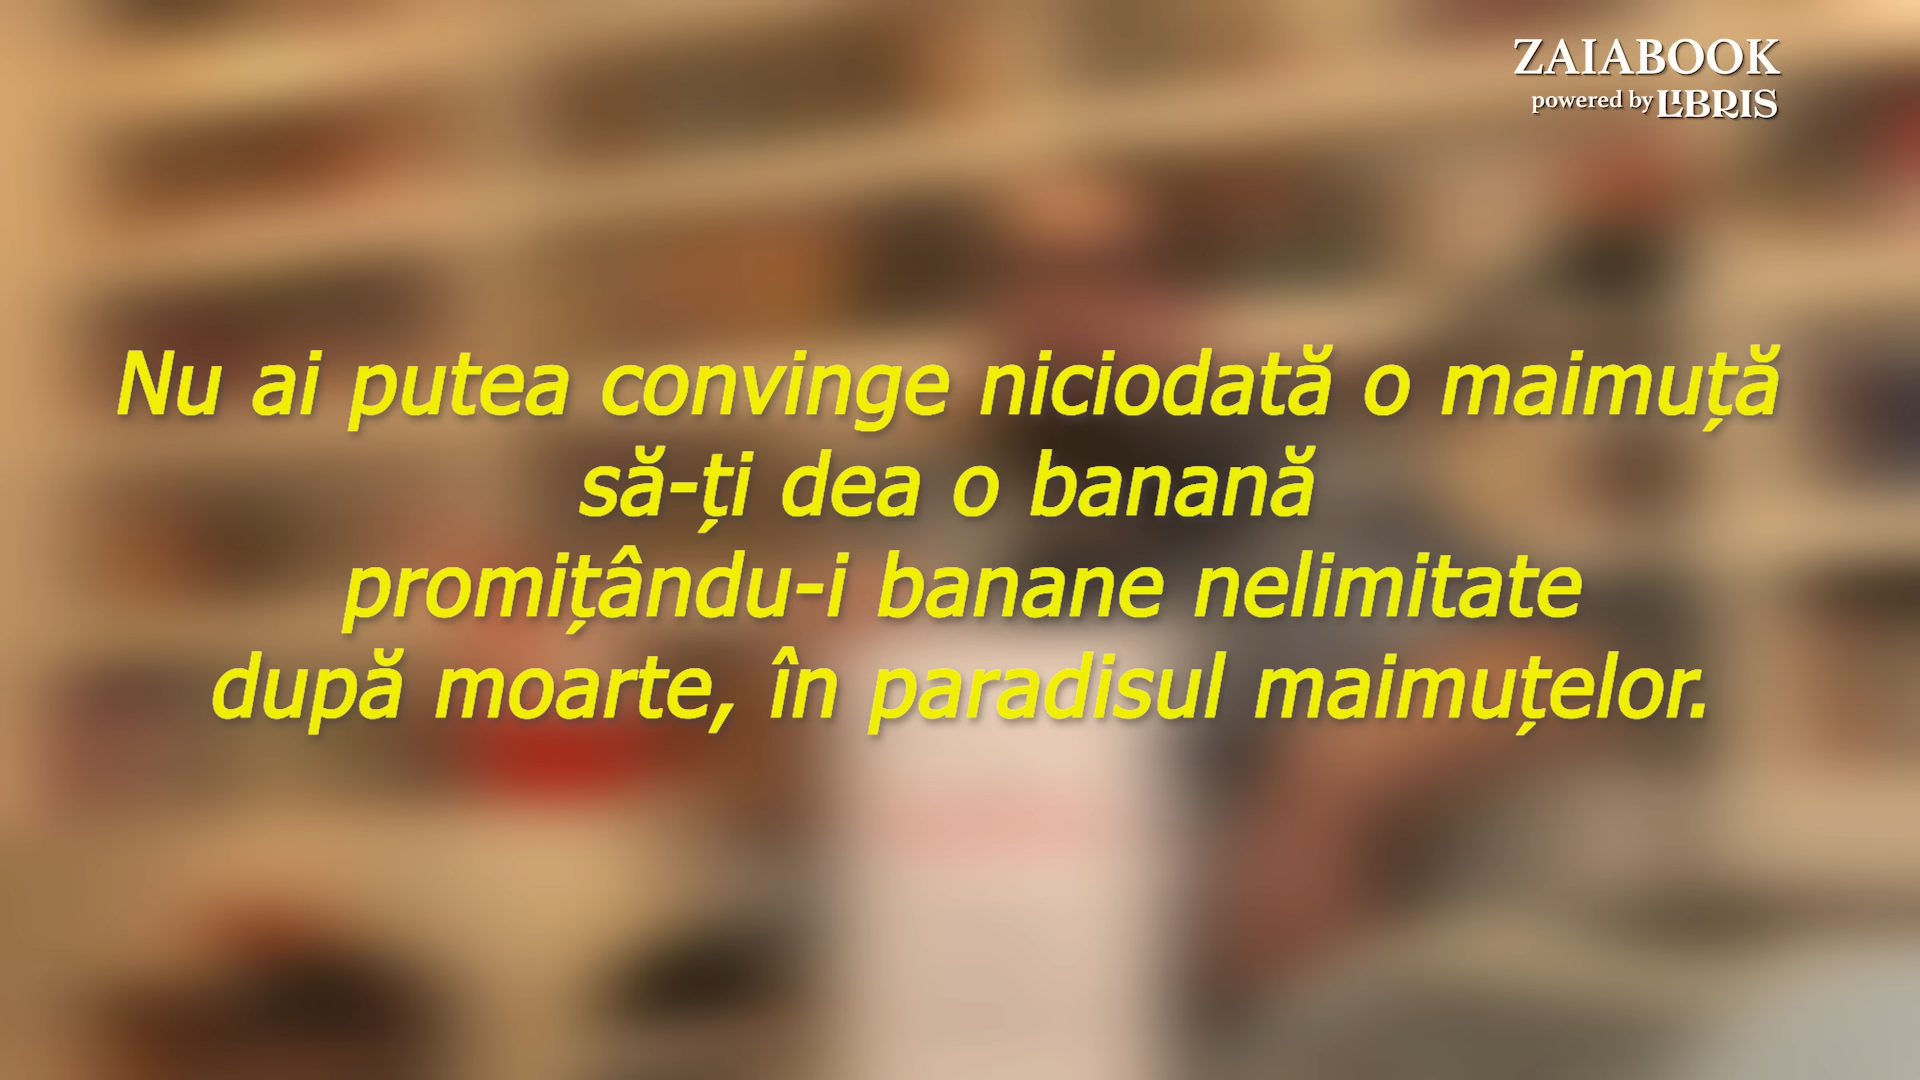 ZAIABOOK
powered by LIBRIS
Nu ai putea convinge niciodată o maimuță
să-ți dea o banană
promițându-i banane nelimitate
după moarte, în paradisul maimuțelor.